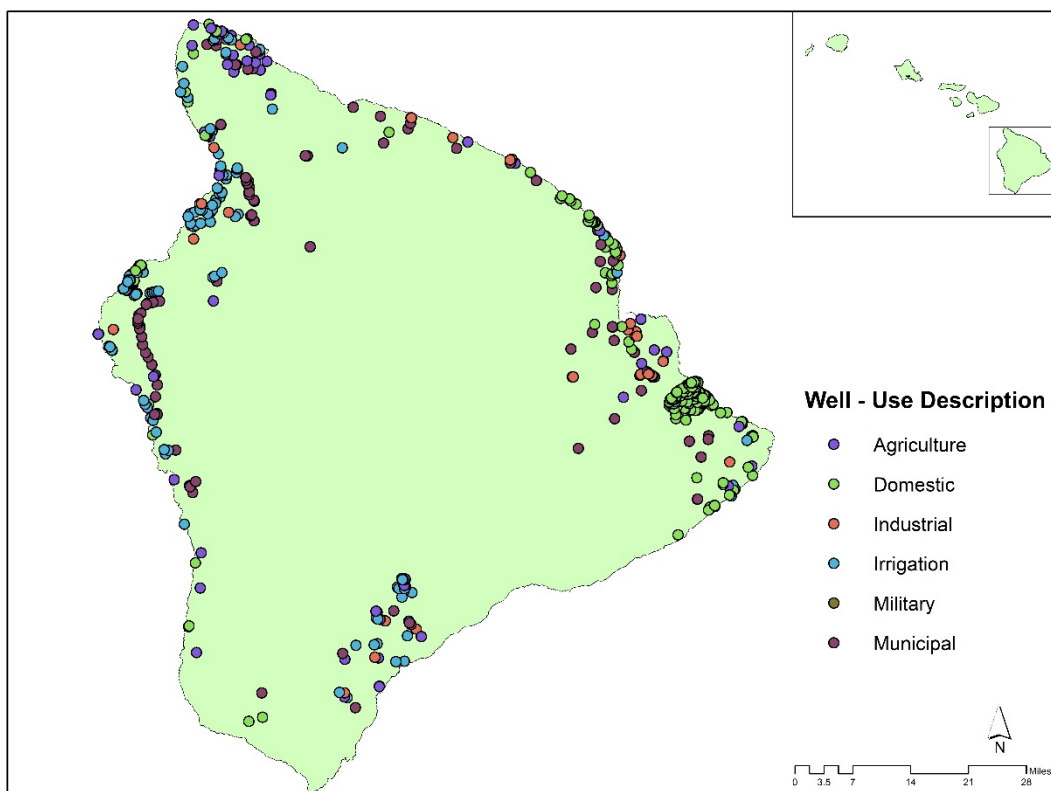 Well - Use Description
Agriculture
Domestic
Industrial
Irrigation
Military
Municipal
N
Miles
0 3.5 7 14 21 28